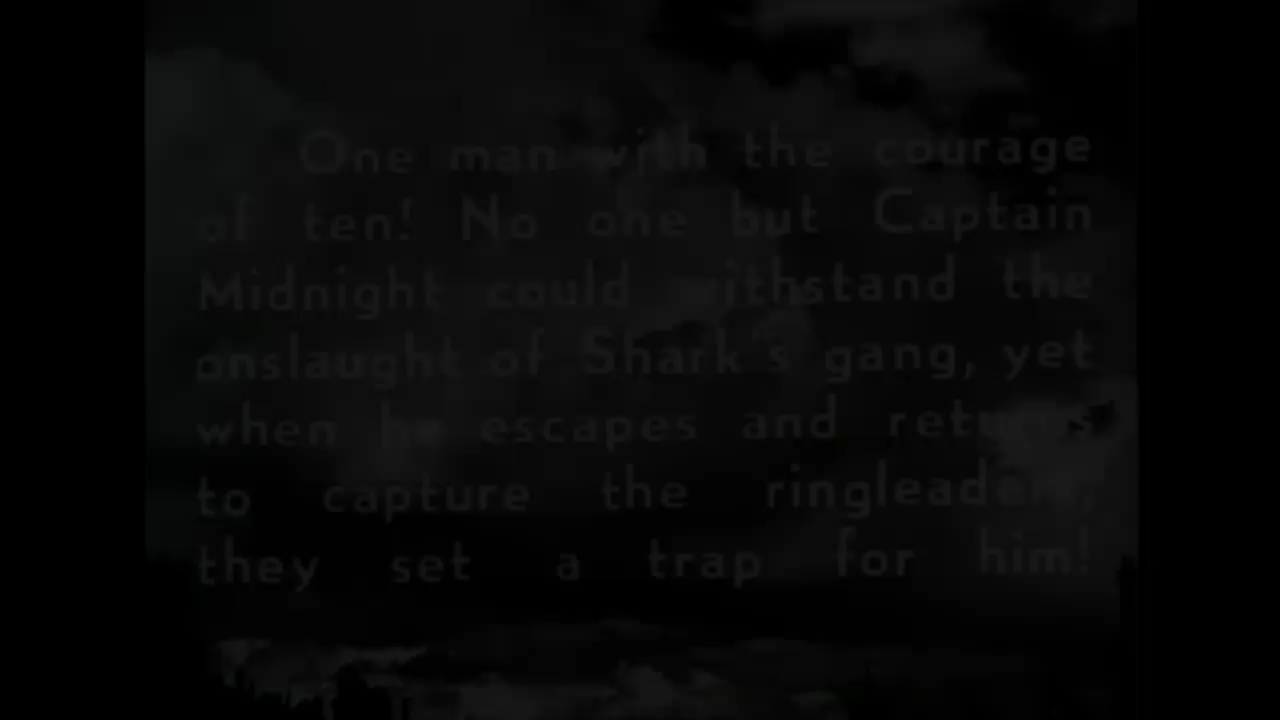 One man with the courage
of ten! No one but Captain
Midnight could withstand the
onslaught of Shark's gang, yet
when he escapes and returns
to capture the ringleaders,
they set a trap for him!